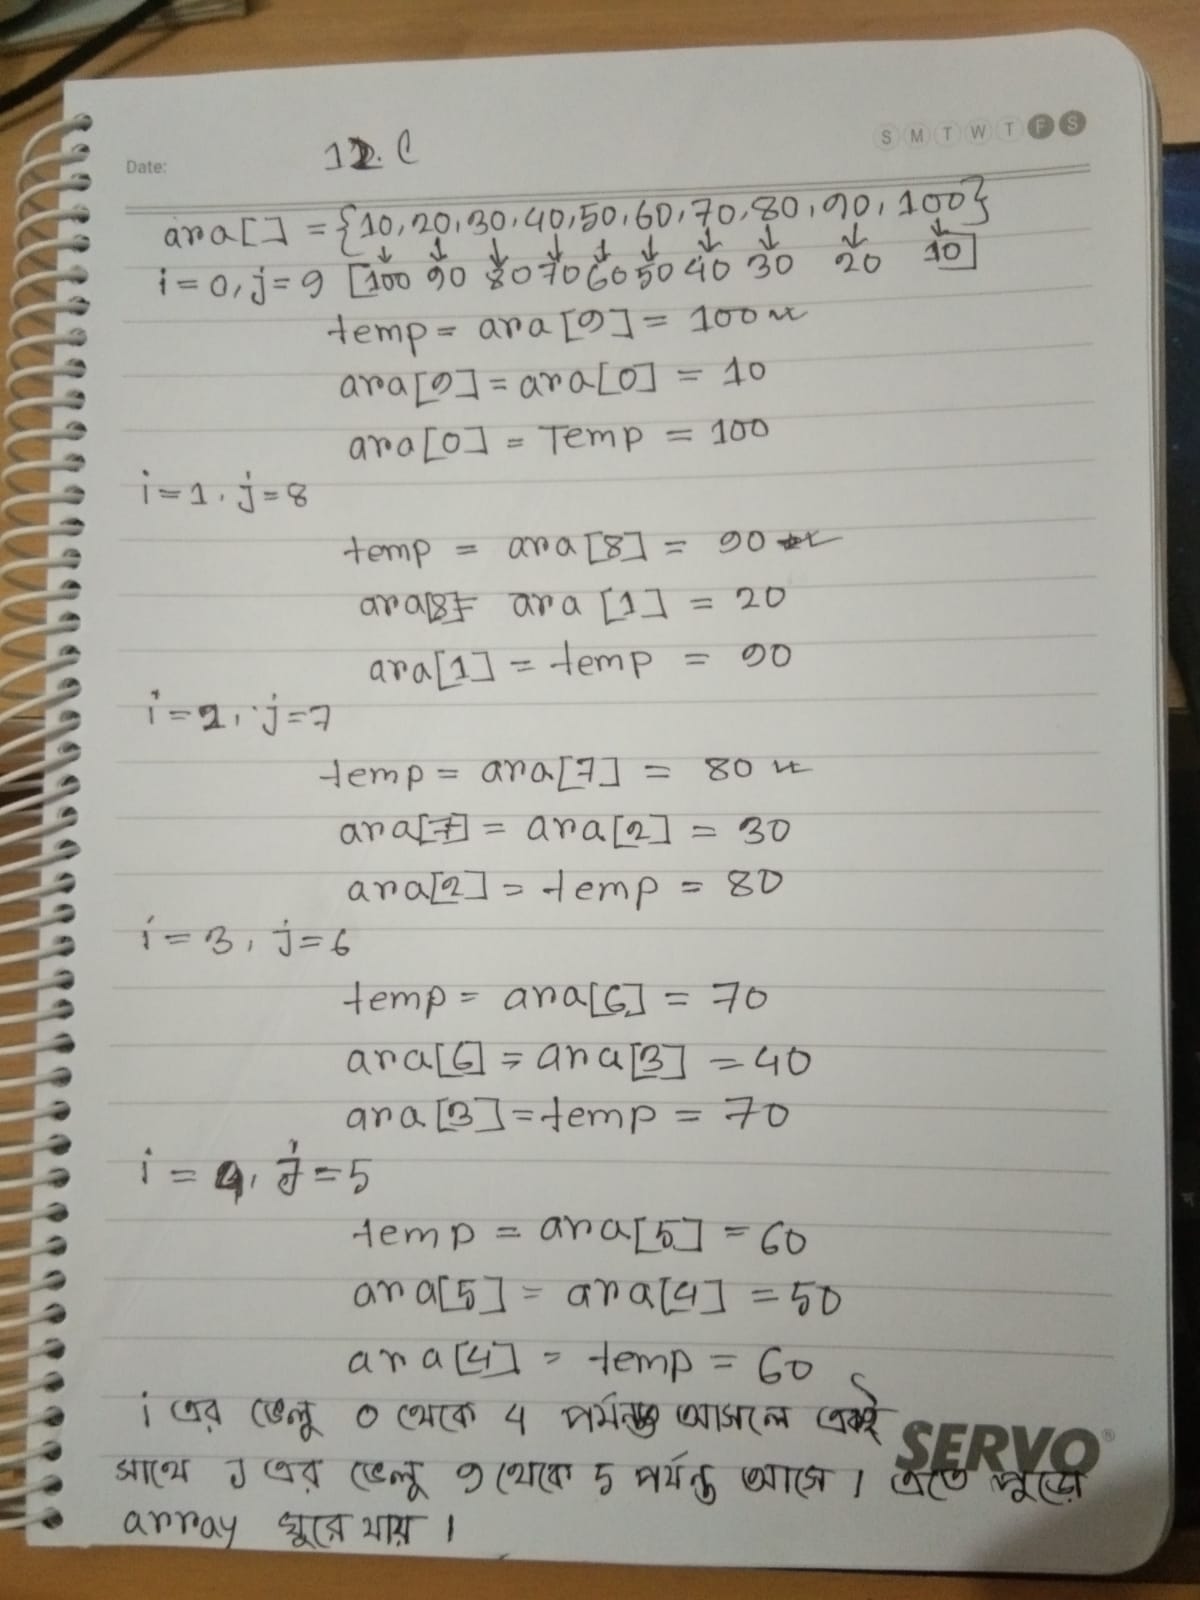 S M T W T F S
Date:
12. C
ara[] = {10, 20, 30, 40, 50, 60, 70, 80, 90, 100}
↓ ↓ ↓ ↓ ↓ ↓ ↓ ↓ ↓ ↓
i = 0, j = 9 [100 90 80 70 60 50 40 30 20 10]
temp = ara[9] = 100
ara[9] = ara[0] = 10
ara[0] = Temp = 100
i = 1, j = 8
temp = ara[8] = 90
ara[8] = ara[1] = 20
ara[1] = temp = 90
i = 2, j = 7
temp = ara[7] = 80
ara[7] = ara[2] = 30
ara[2] = temp = 80
i = 3, j = 6
temp = ara[6] = 70
ara[6] = ara[3] = 40
ara[3] = temp = 70
i = 4, j = 5
temp = ara[5] = 60
ara[5] = ara[4] = 50
ara[4] = temp = 60
i এর ভেলু 0 থেকে 4 পর্যন্ত আসলে একই
সাথে J এর ভেলু 9 থেকে 5 পর্যন্ত আসে। এতে পুড়ো
array ঘুরে যায়।
SERVO®